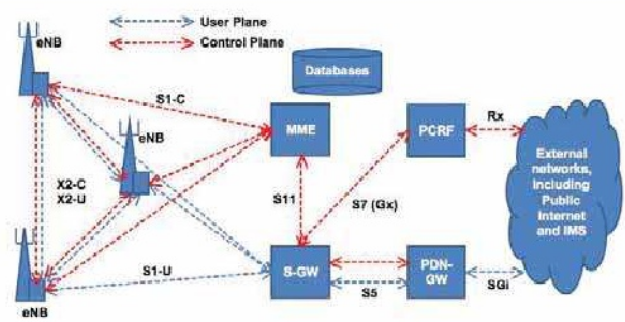 User Plane
Control Plane
eNB
Databases
S1-C
eNB
MME
PCRF
Rx
External
networks,
including
Public
Internet
and IMS
X2-C
X2-U
S11
S7 (Gx)
S1-U
S-GW
S5
PDN-
GW
SGi
eNB